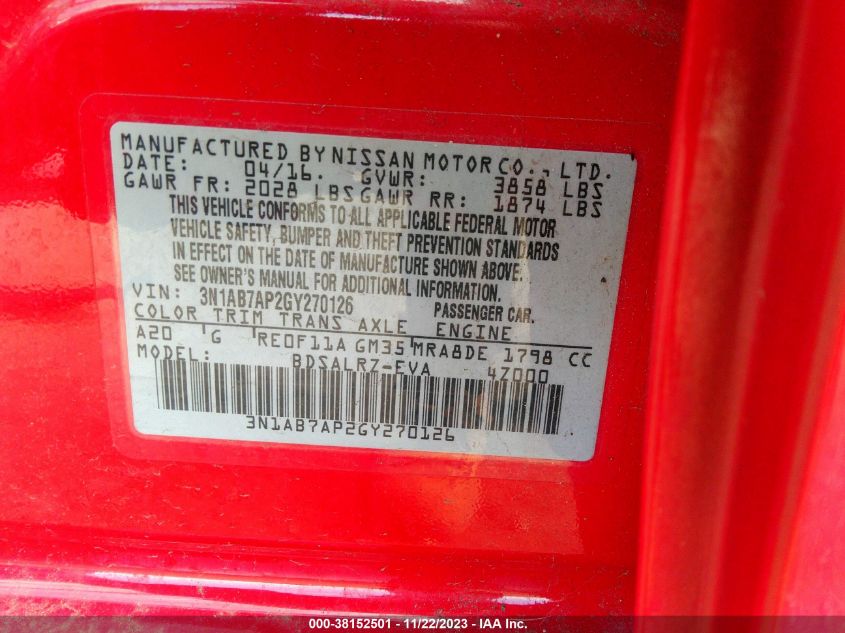 MANUFACTURED BY NISSAN MOTOR CO., LTD.
DATE: 04/16. GVWR: 3858 LBS
GAWR FR: 2028 LBS GAWR RR: 1874 LBS
THIS VEHICLE CONFORMS TO ALL APPLICABLE FEDERAL MOTOR
VEHICLE SAFETY, BUMPER AND THEFT PREVENTION STANDARDS
IN EFFECT ON THE DATE OF MANUFACTURE SHOWN ABOVE.
SEE OWNER'S MANUAL FOR ADDITIONAL INFORMATION.
VIN: 3N1AB7AP2GY270126 PASSENGER CAR.
COLOR TRIM TRANS AXLE ENGINE
A20 G RE0F11A GM35 MRA8DE 1798 CC
MODEL: BDSALRZ-EVA 47000
3N1AB7AP2GY270126
000-38152501 - 11/22/2023 - IAA Inc.